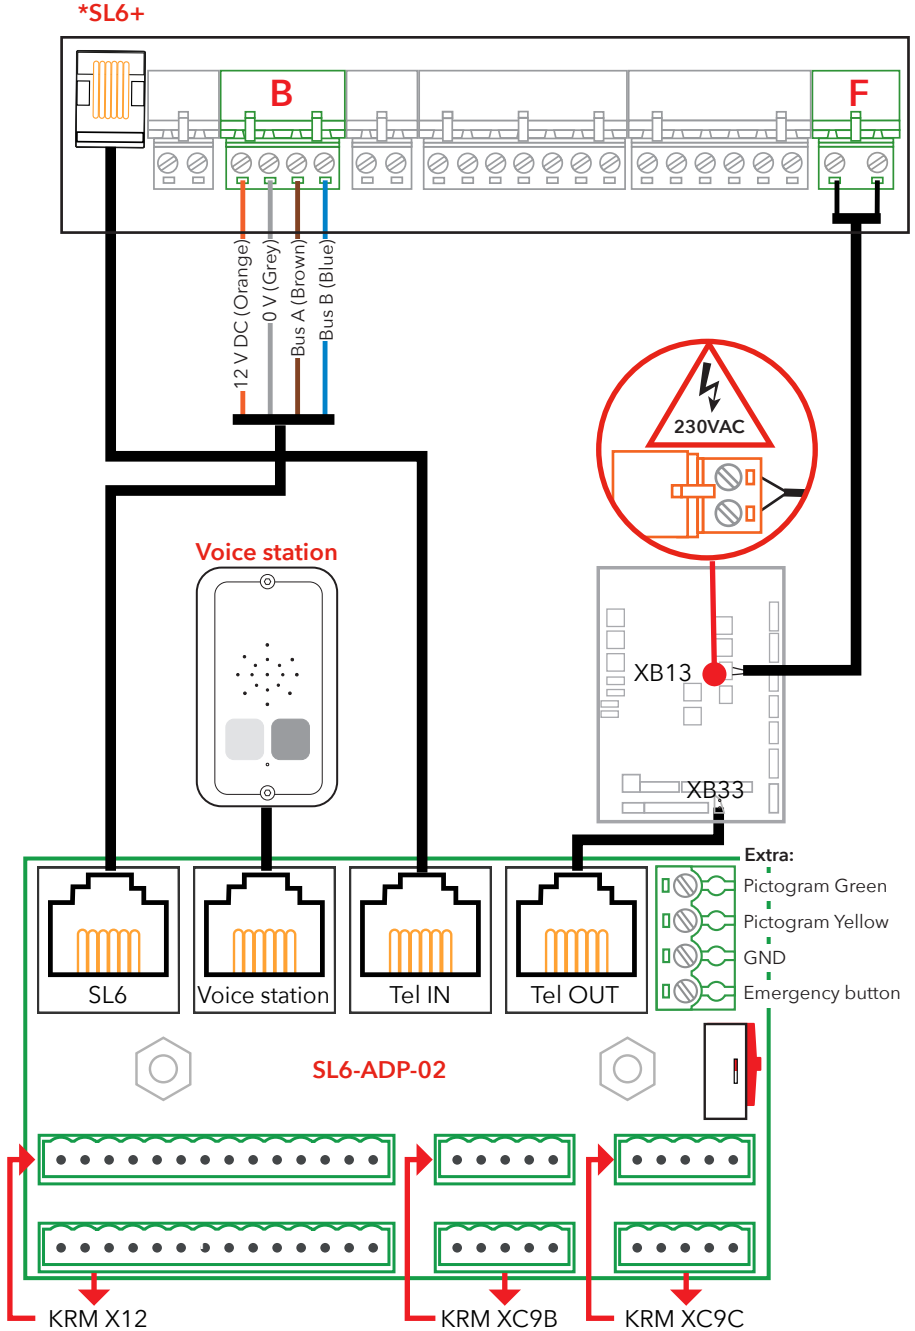 *SL6+
B
F
12 V DC (Orange)
0 V (Grey)
Bus A (Brown)
Bus B (Blue)
230VAC
Voice station
XB13
XB33
Extra:
Pictogram Green
Pictogram Yellow
GND
Emergency button
SL6
Voice station
Tel IN
Tel OUT
SL6-ADP-02
KRM X12
KRM XC9B
KRM XC9C